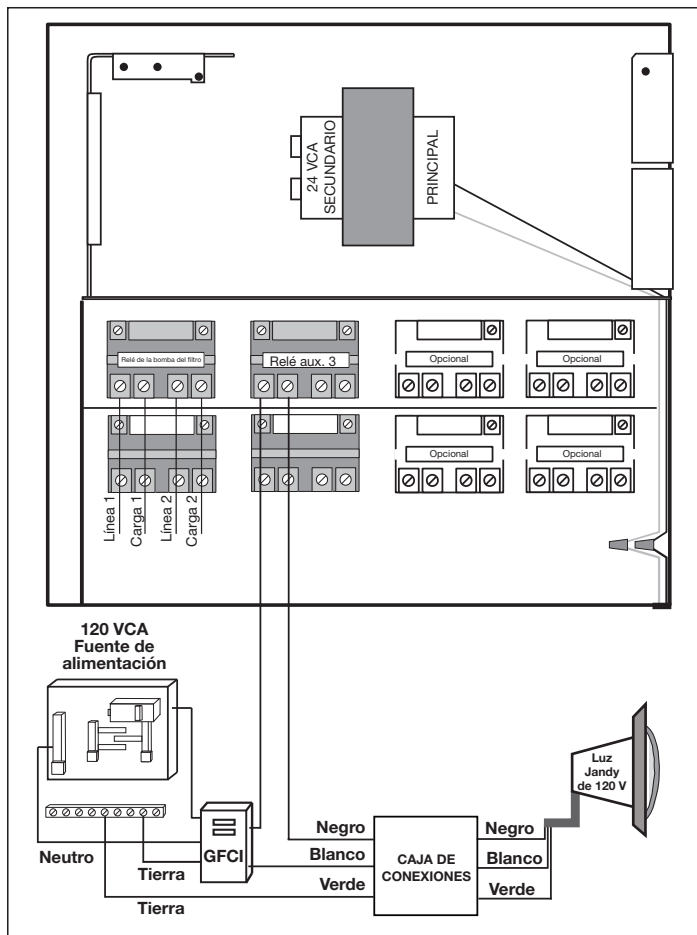 24 VCA
SECUNDARIO
PRINCIPAL
Relé de la bomba del filtro
Relé aux. 3
Opcional
Opcional
Opcional
Opcional
Línea 1
Carga 1
Línea 2
Carga 2
120 VCA
Fuente de
alimentación
Luz
Jandy
de 120 V
GFCI
Neutro
Tierra
Tierra
Negro
Blanco
Verde
CAJA DE
CONEXIONES
Negro
Blanco
Verde